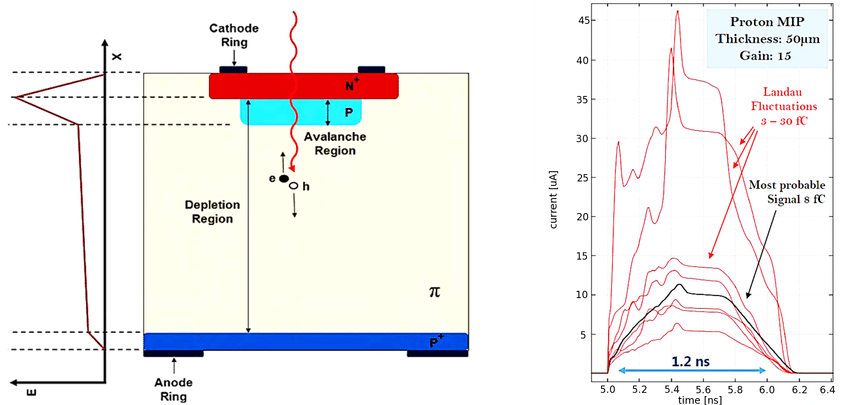 Cathode
Ring
X
N+
P
Avalanche
Region
e
h
Depletion
Region
π
P+
E
Anode
Ring
Proton MIP
Thickness: 50μm
Gain: 15
Landau
Fluctuations
3 – 30 fC
Most probable
Signal 8 fC
1.2 ns
current [uA]
45
40
35
30
25
20
15
10
5
5.0
5.2
5.4
5.6
5.8
6.0
6.2
6.4
time [ns]